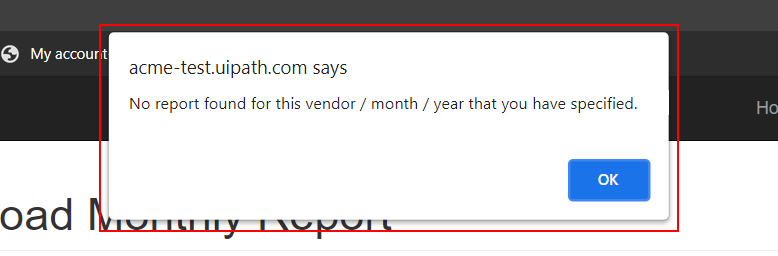 My account
acme-test.uipath.com says
No report found for this vendor / month / year that you have specified.
Ho
OK
oad Monthly Report